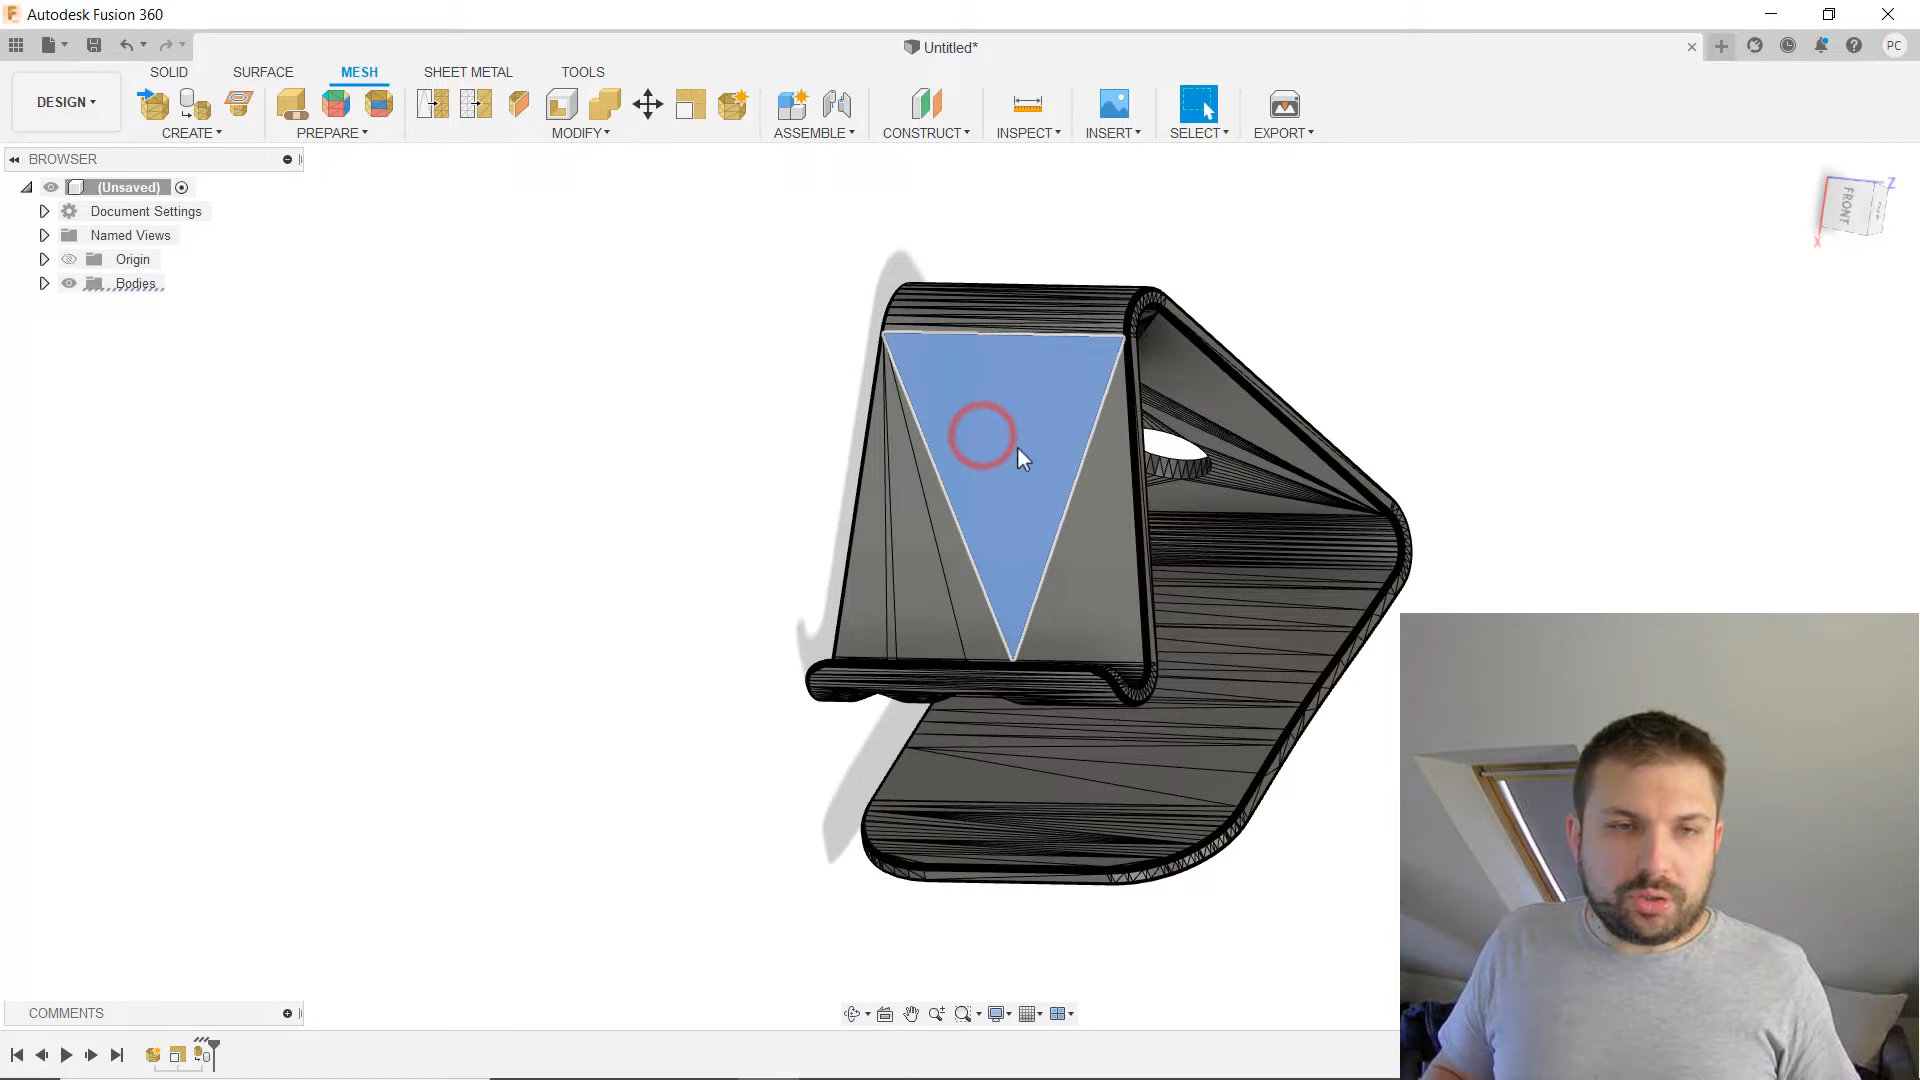 Autodesk Fusion 360
Untitled*
PC
SOLID
SURFACE
MESH
SHEET METAL
TOOLS
DESIGN
CREATE
PREPARE
MODIFY
ASSEMBLE
CONSTRUCT
INSPECT
INSERT
SELECT
EXPORT
BROWSER
(Unsaved)
Document Settings
Named Views
Origin
Bodies
FRONT
Z
X
COMMENTS